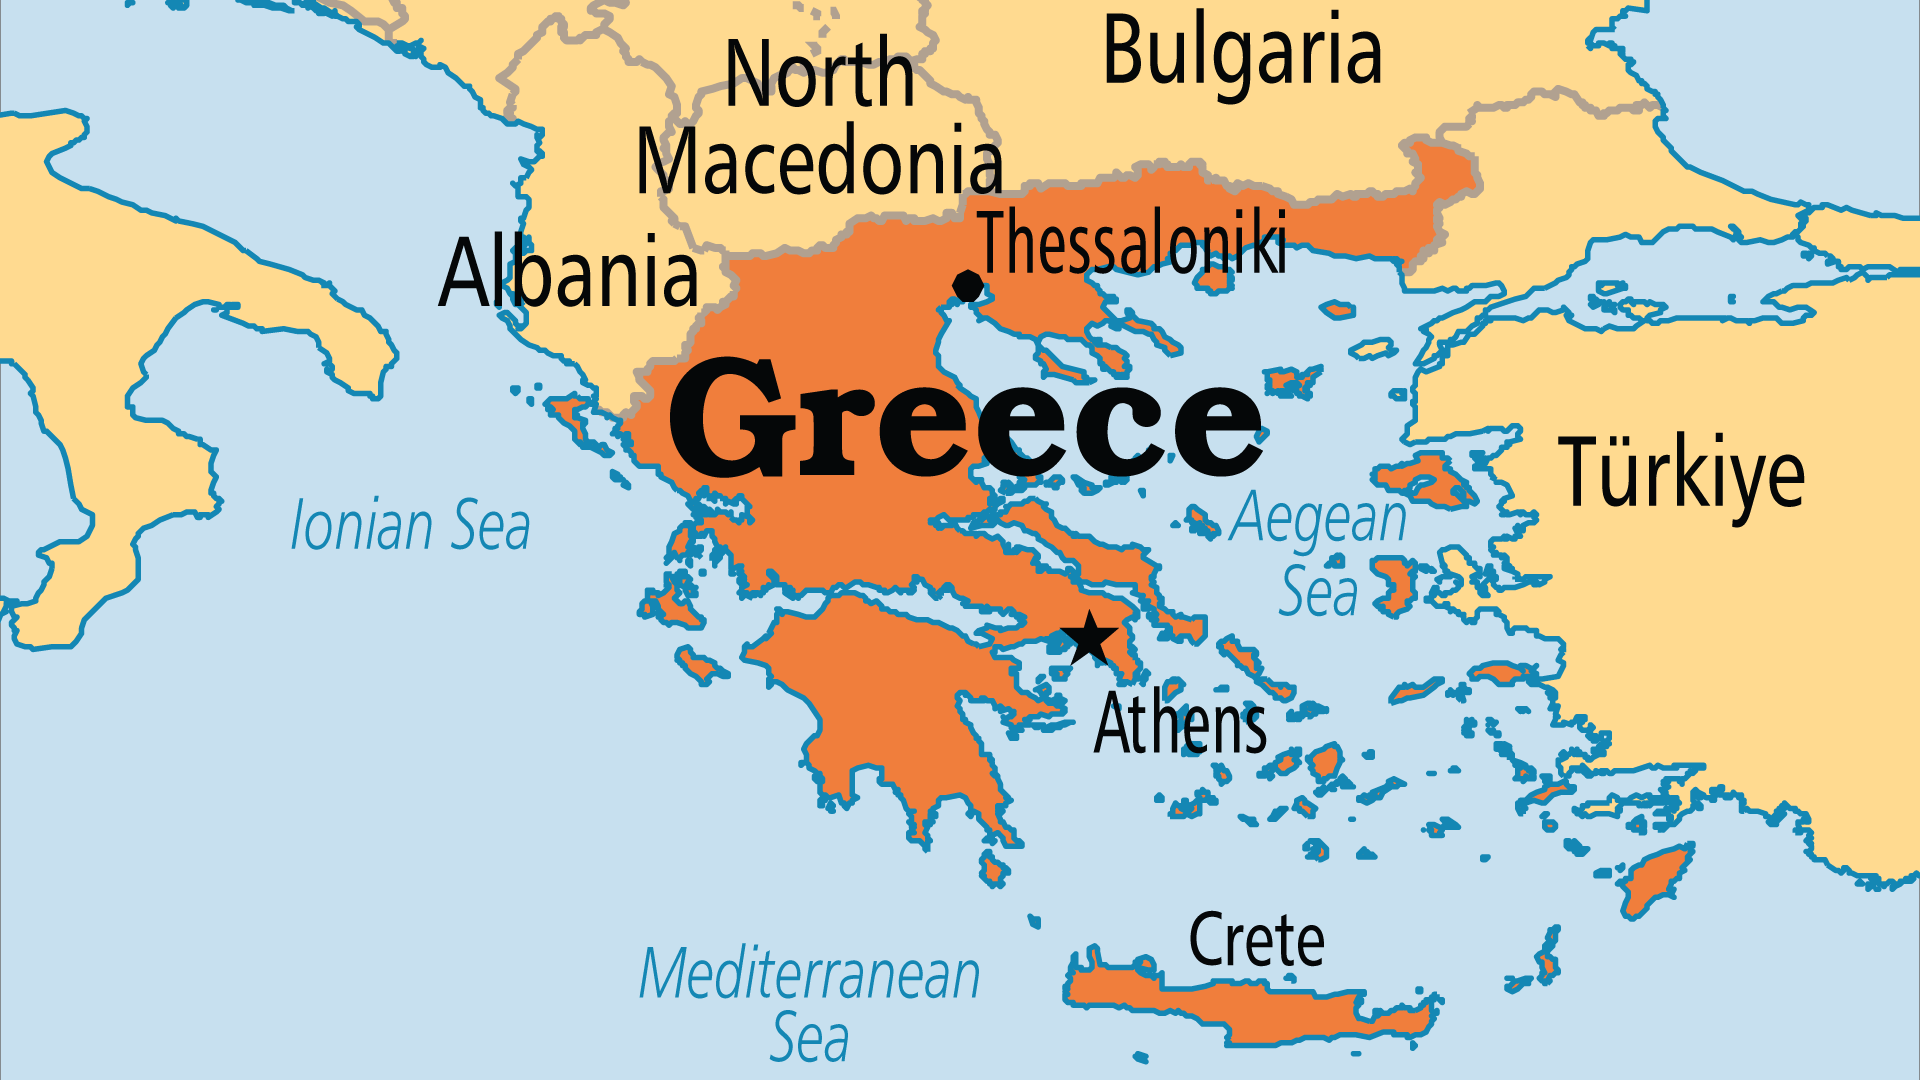 North
Macedonia
Bulgaria
Albania
Thessaloniki
Greece
Türkiye
Ionian Sea
Aegean
Sea
Athens
Crete
Mediterranean
Sea